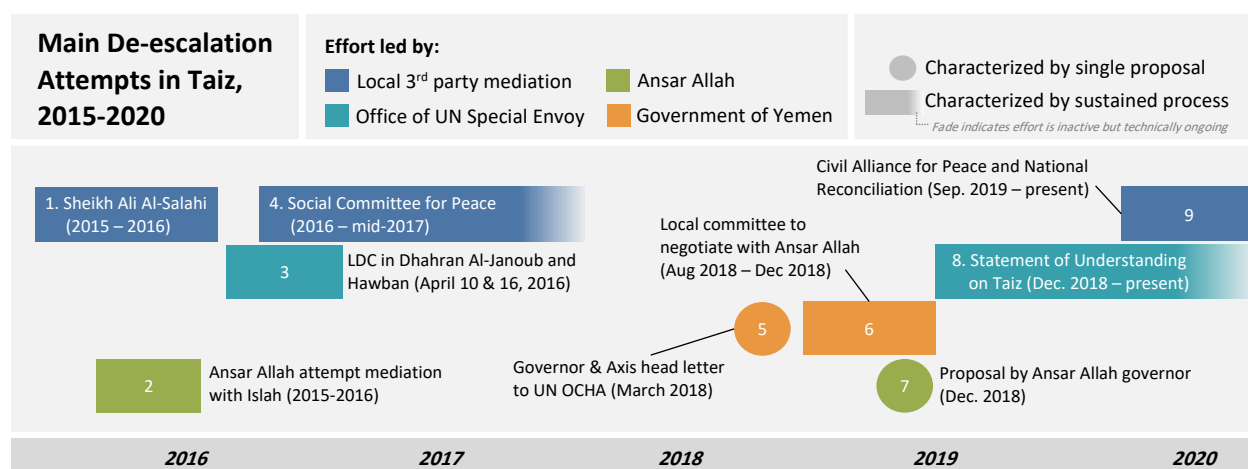 Main De-escalation
Attempts in Taiz,
2015-2020
Effort led by:
Local 3rd party mediation
Ansar Allah
Office of UN Special Envoy
Government of Yemen
Characterized by single proposal
Characterized by sustained process
Fade indicates effort is inactive but technically ongoing
1. Sheikh Ali Al-Salahi
(2015 – 2016)
4. Social Committee for Peace
(2016 – mid-2017)
3
LDC in Dhahran Al-Janoub and
Hawban (April 10 & 16, 2016)
2
Ansar Allah attempt mediation
with Islah (2015-2016)
Civil Alliance for Peace and National
Reconciliation (Sep. 2019 – present)
9
Local committee to
negotiate with Ansar Allah
(Aug 2018 – Dec 2018)
8. Statement of Understanding
on Taiz (Dec. 2018 – present)
5
6
Governor & Axis head letter
to UN OCHA (March 2018)
7
Proposal by Ansar Allah governor
(Dec. 2018)
2016
2017
2018
2019
2020